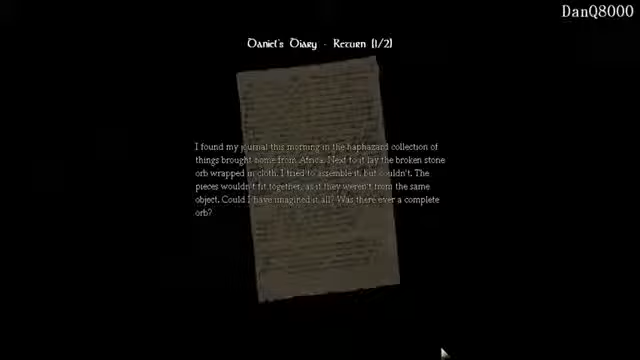 DanQ8000
Daniel's Diary - Return (1/2)
I found my journal this morning in the haphazard collection of
things brought home from Africa. Next to it lay the broken stone
orb wrapped in cloth. I tried to assemble it, but couldn't. The
pieces wouldn't fit together, as if they weren't from the same
object. Could I have imagined it all? Was there ever a complete
orb?